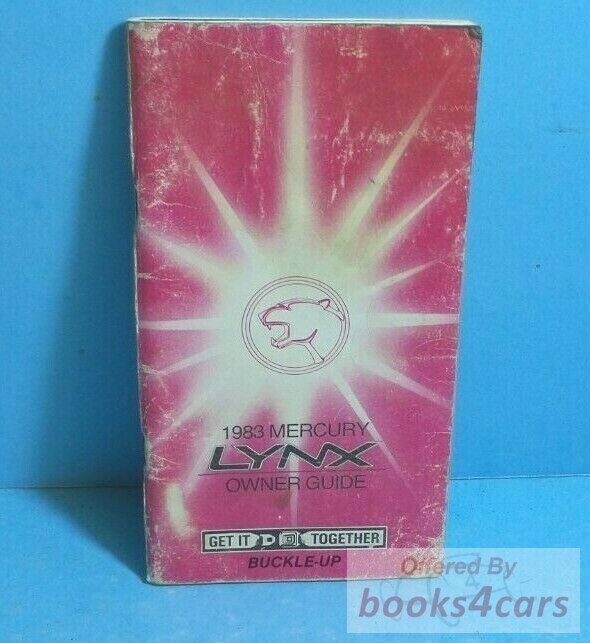 1983 MERCURY
LYNX
OWNER GUIDE
GET IT TOGETHER
BUCKLE-UP
Offered By
books4cars